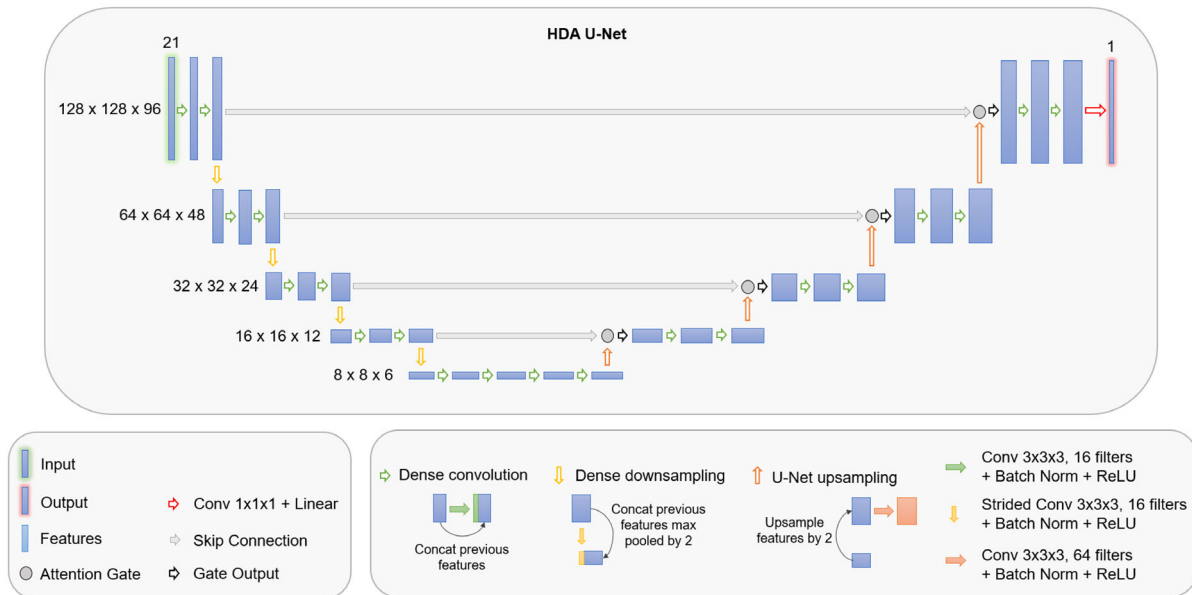 HDA U-Net
21
1
128 x 128 x 96
64 x 64 x 48
32 x 32 x 24
16 x 16 x 12
8 x 8 x 6
Input
Output
Features
Attention Gate
Conv 1x1x1 + Linear
Skip Connection
Gate Output
Dense convolution
Concat previous
features
Dense downsampling
Concat previous
features max
pooled by 2
U-Net upsampling
Upsample
features by 2
Conv 3x3x3, 16 filters
+ Batch Norm + ReLU
Strided Conv 3x3x3, 16 filters
+ Batch Norm + ReLU
Conv 3x3x3, 64 filters
+ Batch Norm + ReLU